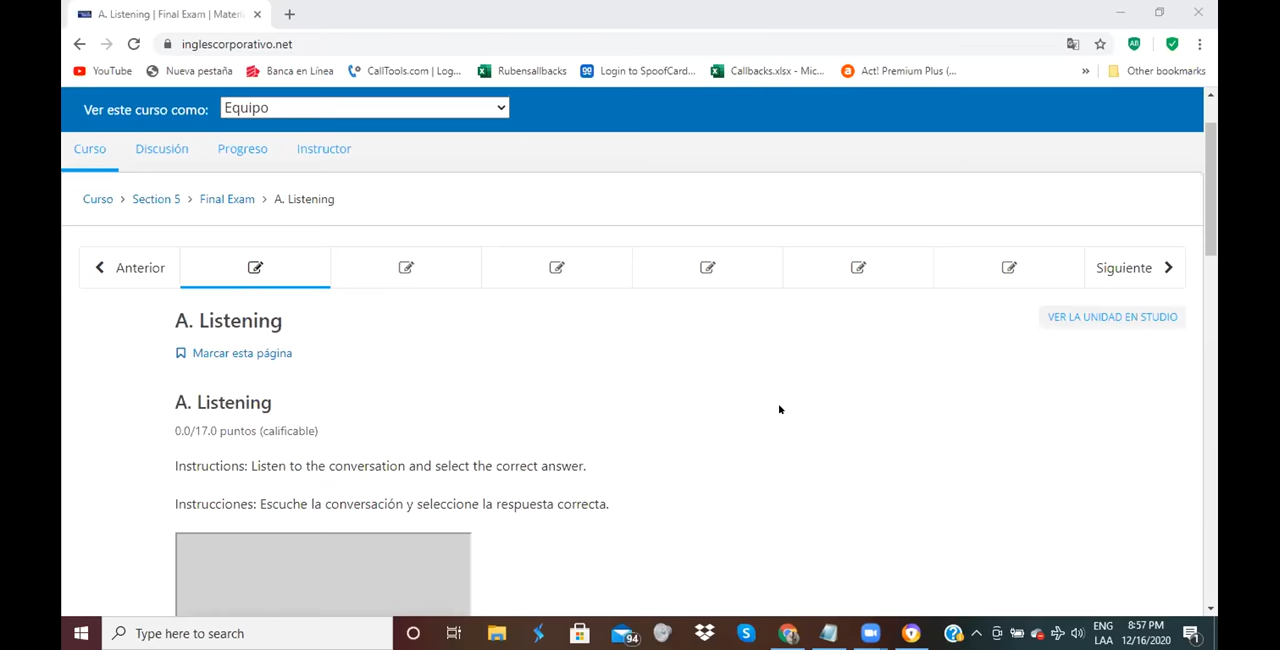 A. Listening | Final Exam | Materi
inglescorporativo.net
YouTube Nueva pestaña Banca en Línea CallTools.com | Log... Rubensallbacks Login to SpoofCard... Callbacks.xlsx - Mic... Act! Premium Plus (... » Other bookmarks
Ver este curso como: Equipo
Curso Discusión Progreso Instructor
Curso > Section 5 > Final Exam > A. Listening
Anterior Siguiente
A. Listening
VER LA UNIDAD EN STUDIO
Marcar esta página
A. Listening
0.0/17.0 puntos (calificable)
Instructions: Listen to the conversation and select the correct answer.
Instrucciones: Escuche la conversación y seleccione la respuesta correcta.
Type here to search
94
ENG
LAA
8:57 PM
12/16/2020
1